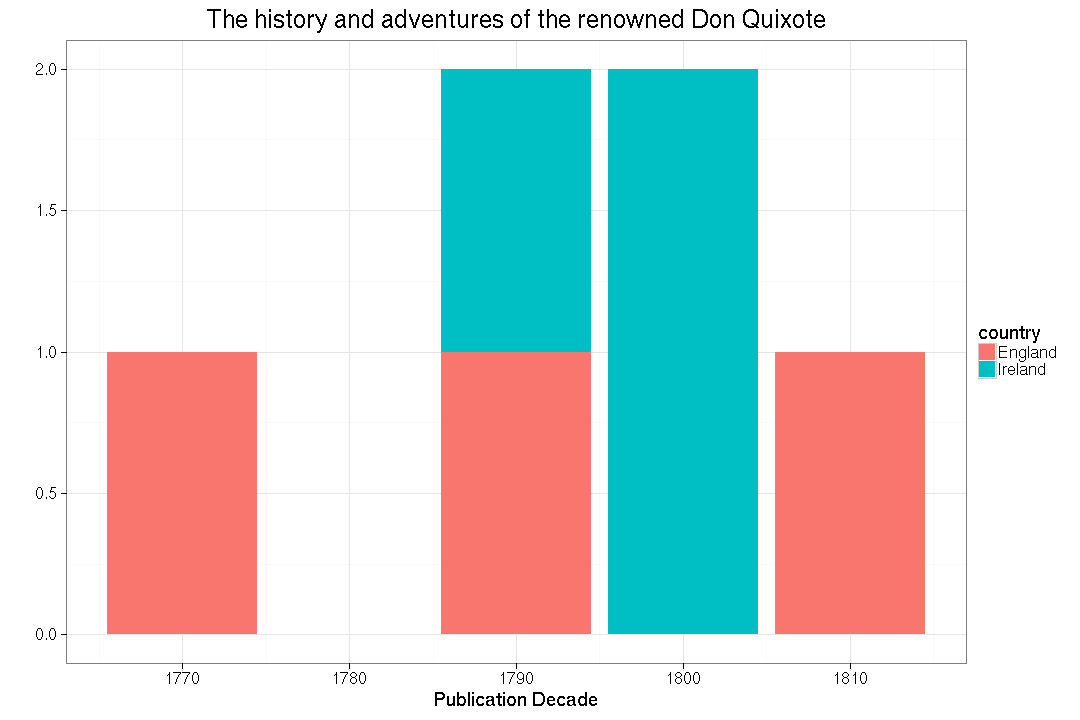 The history and adventures of the renowned Don Quixote
2.0
1.5
1.0
0.5
0.0
1770 1780 1790 1800 1810
Publication Decade
country
England
Ireland